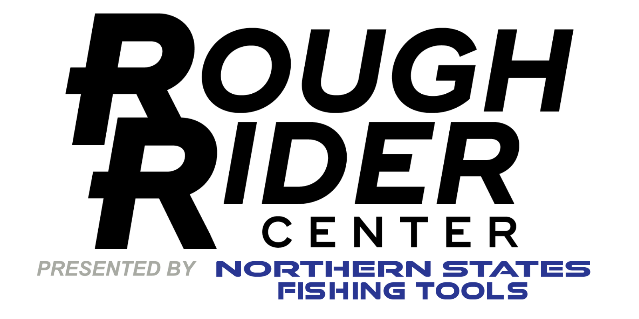 ROUGH
RIDER
CENTER
PRESENTED BY NORTHERN STATES
FISHING TOOLS